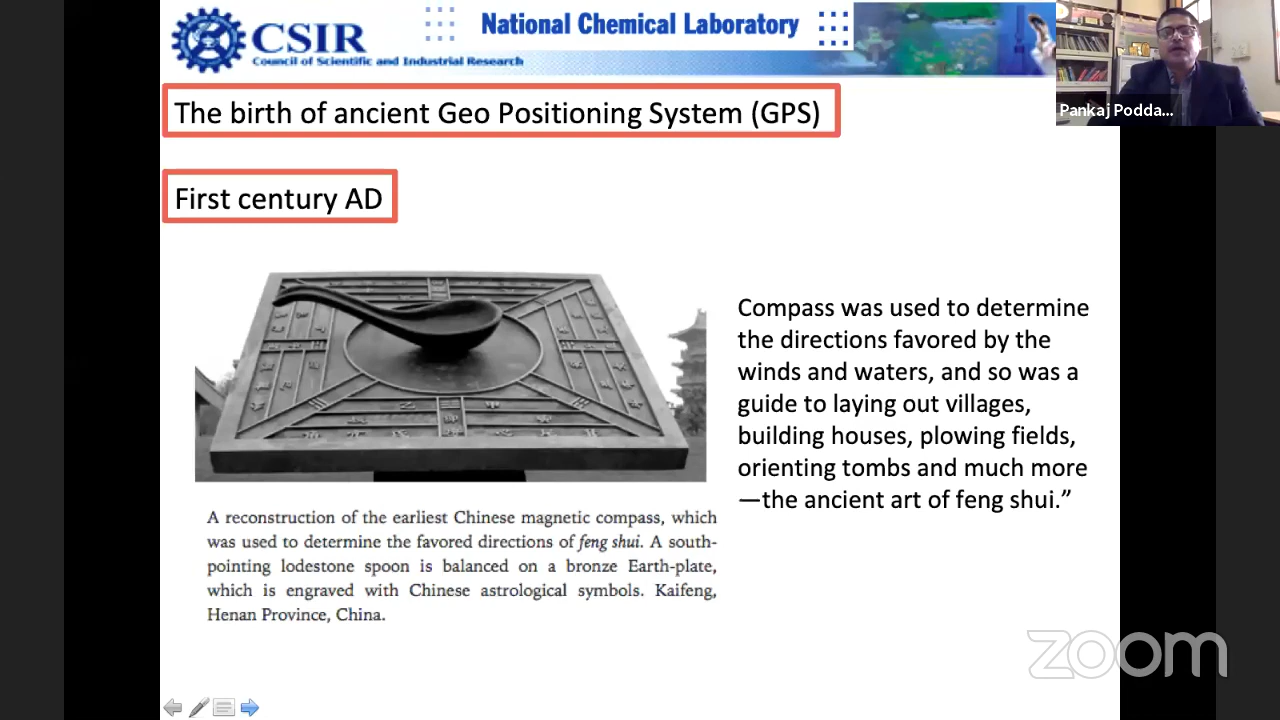 CSIR
Council of Scientific and Industrial Research
National Chemical Laboratory
Pankaj Podda...
The birth of ancient Geo Positioning System (GPS)
First century AD
Compass was used to determine
the directions favored by the
winds and waters, and so was a
guide to laying out villages,
building houses, plowing fields,
orienting tombs and much more
—the ancient art of feng shui.”
A reconstruction of the earliest Chinese magnetic compass, which
was used to determine the favored directions of feng shui. A south-
pointing lodestone spoon is balanced on a bronze Earth-plate,
which is engraved with Chinese astrological symbols. Kaifeng,
Henan Province, China.
zoom